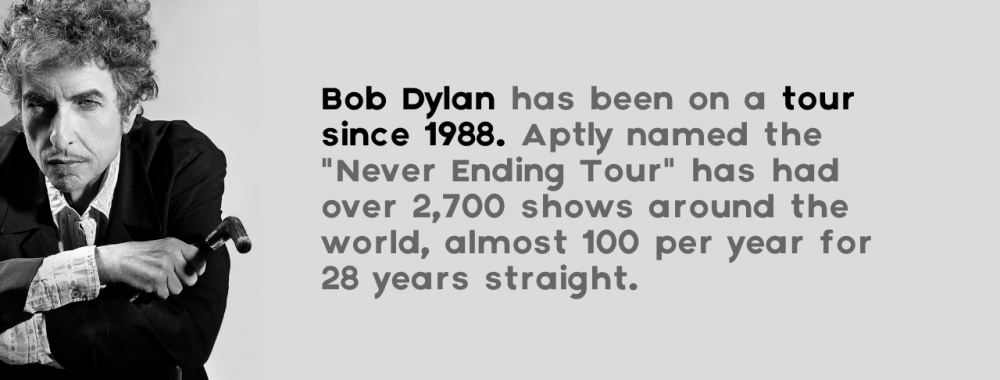 Bob Dylan has been on a tour
since 1988. Aptly named the
"Never Ending Tour" has had
over 2,700 shows around the
world, almost 100 per year for
28 years straight.